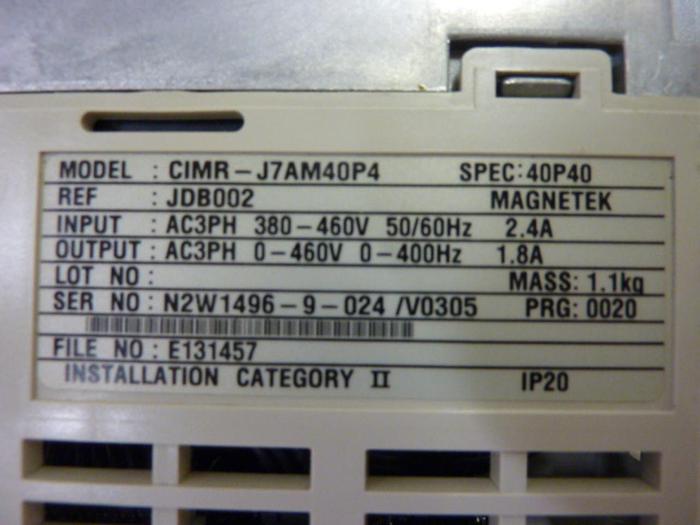 MODEL : CIMR-J7AM40P4 SPEC:40P40
REF : JDB002 MAGNETEK
INPUT : AC3PH 380-460V 50/60Hz 2.4A
OUTPUT : AC3PH 0-460V 0-400Hz 1.8A
LOT NO : MASS: 1.1kg
SER NO : N2W1496-9-024 /V0305 PRG: 0020
FILE NO : E131457
INSTALLATION CATEGORY II IP20